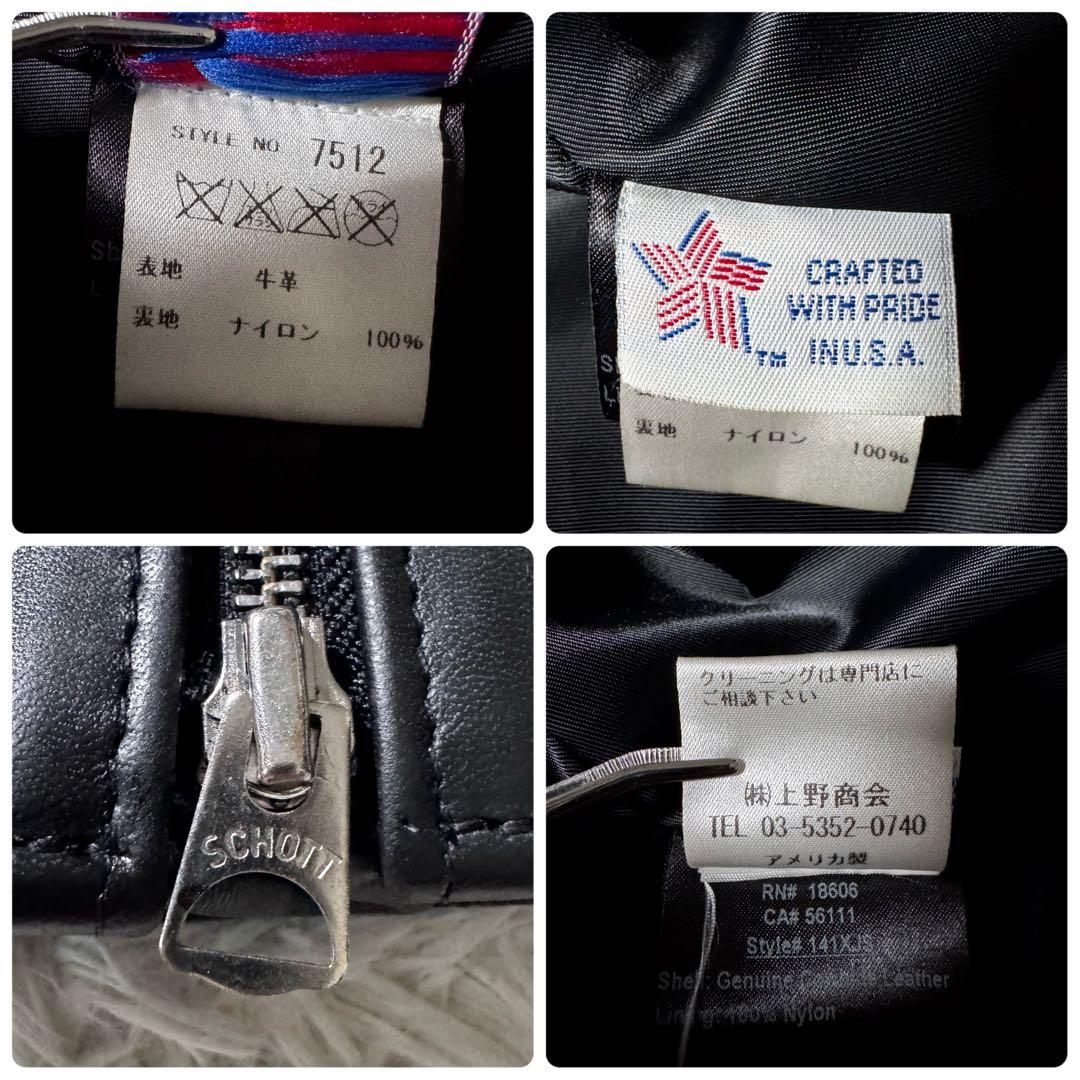 STYLE NO 7512
表地 牛革
裏地 ナイロン 100%
CRAFTED
WITH PRIDE
IN U.S.A.
TM
裏地 ナイロン 100%
SCHOTT
クリーニングは専門店に
ご相談下さい
㈱上野商会
TEL 03-5352-0740
アメリカ製
RN# 18606
CA# 56111
Style# 141XJS
Shell: Genuine Leather
Lining: 100% Nylon